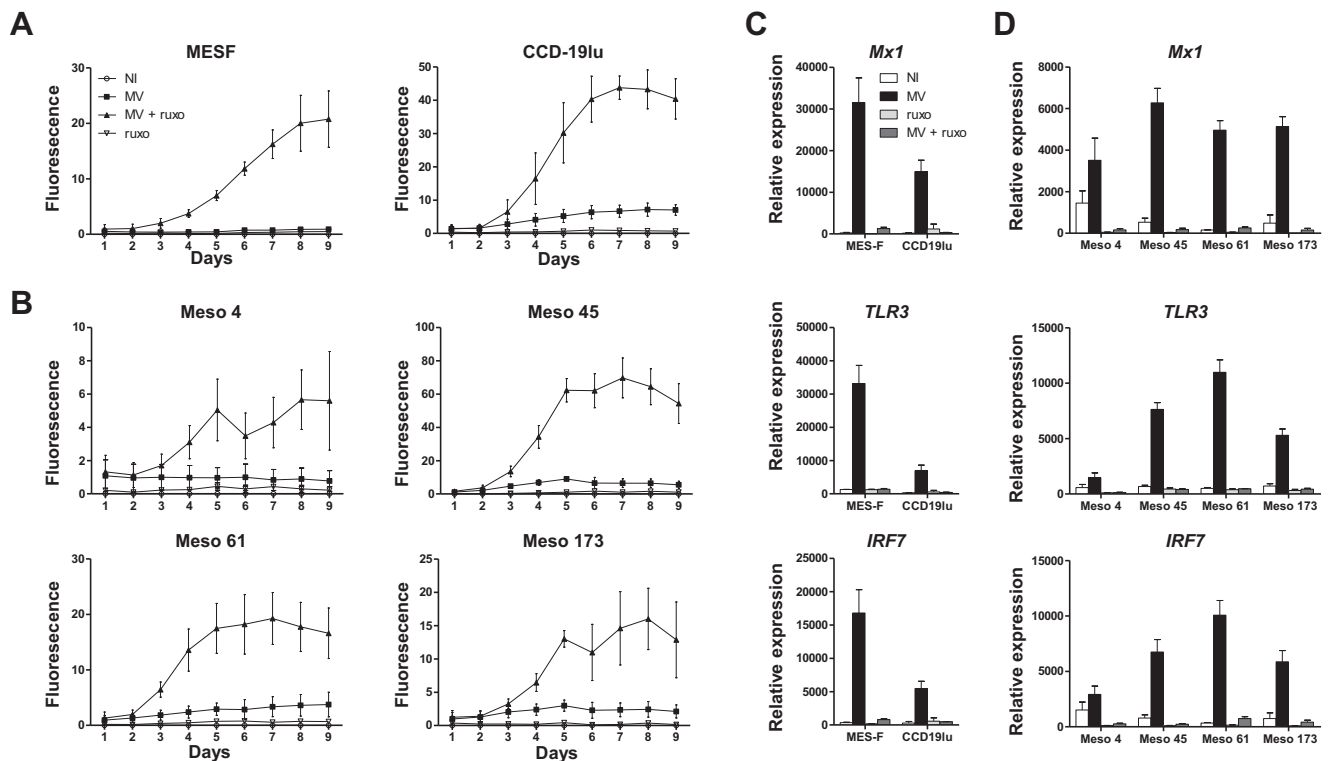 A
MESF
Fluoresecence
30
20
10
0
NI
MV
MV + ruxo
ruxo
1 2 3 4 5 6 7 8 9
Days
CCD-19lu
Fluoresecence
50
40
30
20
10
0
1 2 3 4 5 6 7 8 9
Days
B
Meso 4
Fluoresecence
8
6
4
2
0
1 2 3 4 5 6 7 8 9
Meso 45
Fluoresecence
100
80
60
40
20
0
1 2 3 4 5 6 7 8 9
Meso 61
Fluoresecence
30
20
10
0
1 2 3 4 5 6 7 8 9
Days
Meso 173
Fluoresecence
25
20
15
10
5
0
1 2 3 4 5 6 7 8 9
Days
C
Mx1
Relative expression
40000
30000
20000
10000
0
NI
MV
ruxo
MV + ruxo
MES-F CCD19lu
TLR3
Relative expression
50000
40000
30000
20000
10000
0
MES-F CCD19lu
IRF7
Relative expression
25000
20000
15000
10000
5000
0
MES-F CCD19lu
D
Mx1
Relative expression
8000
6000
4000
2000
0
Meso 4 Meso 45 Meso 61 Meso 173
TLR3
Relative expression
15000
10000
5000
0
Meso 4 Meso 45 Meso 61 Meso 173
IRF7
Relative expression
15000
10000
5000
0
Meso 4 Meso 45 Meso 61 Meso 173